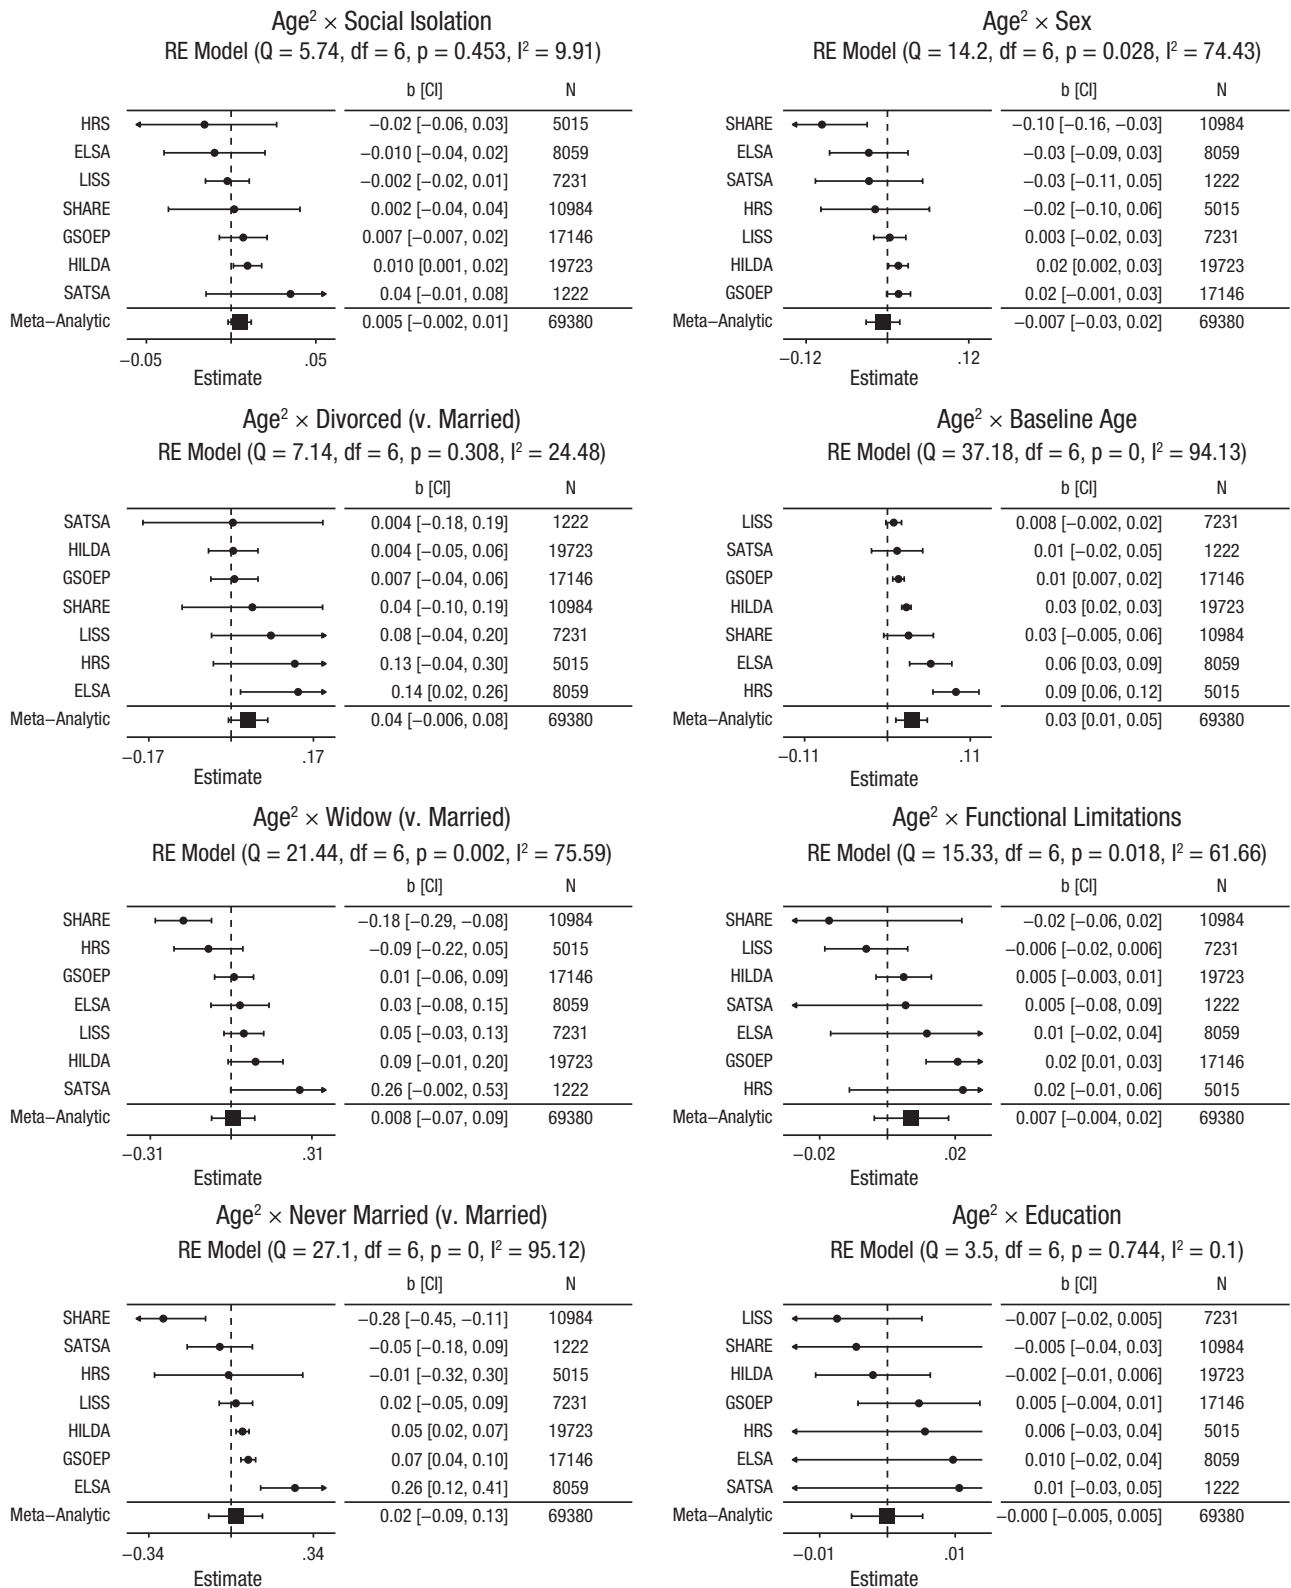 Age² × Social Isolation
RE Model (Q = 5.74, df = 6, p = 0.453, I² = 9.91)
b [CI] N
HRS −0.02 [−0.06, 0.03] 5015
ELSA −0.010 [−0.04, 0.02] 8059
LISS −0.002 [−0.02, 0.01] 7231
SHARE 0.002 [−0.04, 0.04] 10984
GSOEP 0.007 [−0.007, 0.02] 17146
HILDA 0.010 [0.001, 0.02] 19723
SATSA 0.04 [−0.01, 0.08] 1222
Meta−Analytic 0.005 [−0.002, 0.01] 69380
−0.05 .05
Estimate
Age² × Sex
RE Model (Q = 14.2, df = 6, p = 0.028, I² = 74.43)
b [CI] N
SHARE −0.10 [−0.16, −0.03] 10984
ELSA −0.03 [−0.09, 0.03] 8059
SATSA −0.03 [−0.11, 0.05] 1222
HRS −0.02 [−0.10, 0.06] 5015
LISS 0.003 [−0.02, 0.03] 7231
HILDA 0.02 [0.002, 0.03] 19723
GSOEP 0.02 [−0.001, 0.03] 17146
Meta−Analytic −0.007 [−0.03, 0.02] 69380
−0.12 .12
Estimate
Age² × Divorced (v. Married)
RE Model (Q = 7.14, df = 6, p = 0.308, I² = 24.48)
b [CI] N
SATSA 0.004 [−0.18, 0.19] 1222
HILDA 0.004 [−0.05, 0.06] 19723
GSOEP 0.007 [−0.04, 0.06] 17146
SHARE 0.04 [−0.10, 0.19] 10984
LISS 0.08 [−0.04, 0.20] 7231
HRS 0.13 [−0.04, 0.30] 5015
ELSA 0.14 [0.02, 0.26] 8059
Meta−Analytic 0.04 [−0.006, 0.08] 69380
−0.17 .17
Estimate
Age² × Baseline Age
RE Model (Q = 37.18, df = 6, p = 0, I² = 94.13)
b [CI] N
LISS 0.008 [−0.002, 0.02] 7231
SATSA 0.01 [−0.02, 0.05] 1222
GSOEP 0.01 [0.007, 0.02] 17146
HILDA 0.03 [0.02, 0.03] 19723
SHARE 0.03 [−0.005, 0.06] 10984
ELSA 0.06 [0.03, 0.09] 8059
HRS 0.09 [0.06, 0.12] 5015
Meta−Analytic 0.03 [0.01, 0.05] 69380
−0.11 .11
Estimate
Age² × Widow (v. Married)
RE Model (Q = 21.44, df = 6, p = 0.002, I² = 75.59)
b [CI] N
SHARE −0.18 [−0.29, −0.08] 10984
HRS −0.09 [−0.22, 0.05] 5015
GSOEP 0.01 [−0.06, 0.09] 17146
ELSA 0.03 [−0.08, 0.15] 8059
LISS 0.05 [−0.03, 0.13] 7231
HILDA 0.09 [−0.01, 0.20] 19723
SATSA 0.26 [−0.002, 0.53] 1222
Meta−Analytic 0.008 [−0.07, 0.09] 69380
−0.31 .31
Estimate
Age² × Functional Limitations
RE Model (Q = 15.33, df = 6, p = 0.018, I² = 61.66)
b [CI] N
SHARE −0.02 [−0.06, 0.02] 10984
LISS −0.006 [−0.02, 0.006] 7231
HILDA 0.005 [−0.003, 0.01] 19723
SATSA 0.005 [−0.08, 0.09] 1222
ELSA 0.01 [−0.02, 0.04] 8059
GSOEP 0.02 [0.01, 0.03] 17146
HRS 0.02 [−0.01, 0.06] 5015
Meta−Analytic 0.007 [−0.004, 0.02] 69380
−0.02 .02
Estimate
Age² × Never Married (v. Married)
RE Model (Q = 27.1, df = 6, p = 0, I² = 95.12)
b [CI] N
SHARE −0.28 [−0.45, −0.11] 10984
SATSA −0.05 [−0.18, 0.09] 1222
HRS −0.01 [−0.32, 0.30] 5015
LISS 0.02 [−0.05, 0.09] 7231
HILDA 0.05 [0.02, 0.07] 19723
GSOEP 0.07 [0.04, 0.10] 17146
ELSA 0.26 [0.12, 0.41] 8059
Meta−Analytic 0.02 [−0.09, 0.13] 69380
−0.34 .34
Estimate
Age² × Education
RE Model (Q = 3.5, df = 6, p = 0.744, I² = 0.1)
b [CI] N
LISS −0.007 [−0.02, 0.005] 7231
SHARE −0.005 [−0.04, 0.03] 10984
HILDA −0.002 [−0.01, 0.006] 19723
GSOEP 0.005 [−0.004, 0.01] 17146
HRS 0.006 [−0.03, 0.04] 5015
ELSA 0.010 [−0.02, 0.04] 8059
SATSA 0.01 [−0.03, 0.05] 1222
Meta−Analytic −0.000 [−0.005, 0.005] 69380
−0.01 .01
Estimate